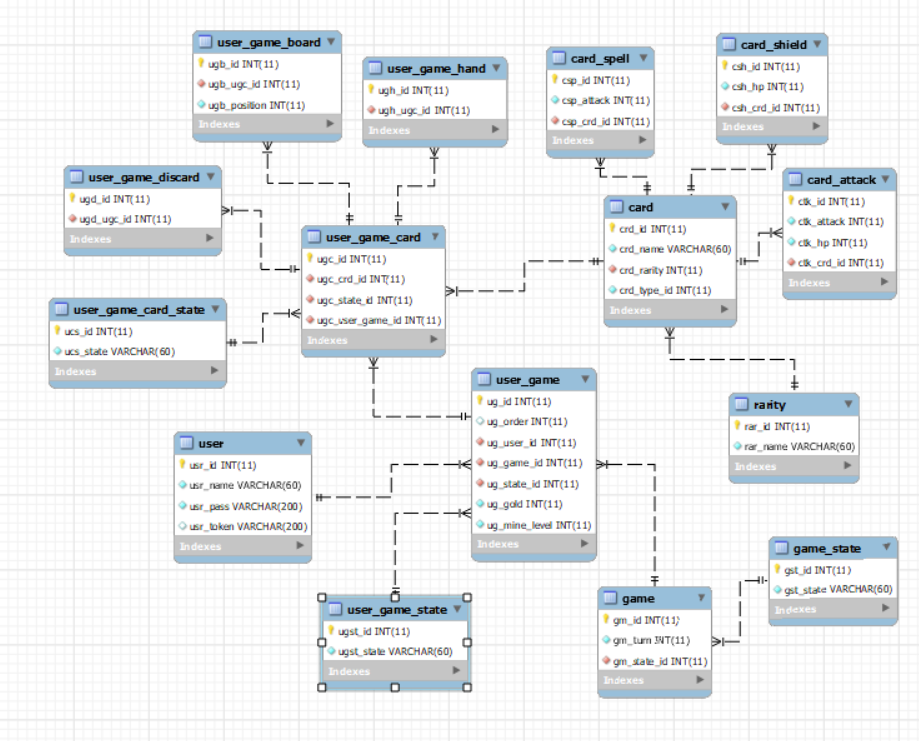 user_game_board
ugb_id INT(11)
ugb_ugc_id INT(11)
ugb_position INT(11)
Indexes
user_game_hand
ugh_id INT(11)
ugh_ugc_id INT(11)
Indexes
card_spell
csp_id INT(11)
csp_attack INT(11)
csp_crd_id INT(11)
Indexes
card_shield
csh_id INT(11)
csh_hp INT(11)
csh_crd_id INT(11)
Indexes
user_game_discard
ugd_id INT(11)
ugd_ugc_id INT(11)
Indexes
user_game_card
ugc_id INT(11)
ugc_crd_id INT(11)
ugc_state_id INT(11)
ugc_user_game_id INT(11)
Indexes
card
crd_id INT(11)
crd_name VARCHAR(60)
crd_rarity INT(11)
crd_type_id INT(11)
Indexes
card_attack
ctk_id INT(11)
ctk_attack INT(11)
ctk_hp INT(11)
ctk_crd_id INT(11)
Indexes
user_game_card_state
ucs_id INT(11)
ucs_state VARCHAR(60)
Indexes
user_game
ug_id INT(11)
ug_order INT(11)
ug_user_id INT(11)
ug_game_id INT(11)
ug_state_id INT(11)
ug_gold INT(11)
ug_mine_level INT(11)
Indexes
rarity
rar_id INT(11)
rar_name VARCHAR(60)
Indexes
user
usr_id INT(11)
usr_name VARCHAR(60)
usr_pass VARCHAR(200)
usr_token VARCHAR(200)
Indexes
user_game_state
ugst_id INT(11)
ugst_state VARCHAR(60)
Indexes
game
gm_id INT(11)
gm_turn INT(11)
gm_state_id INT(11)
Indexes
game_state
gst_id INT(11)
gst_state VARCHAR(60)
Indexes